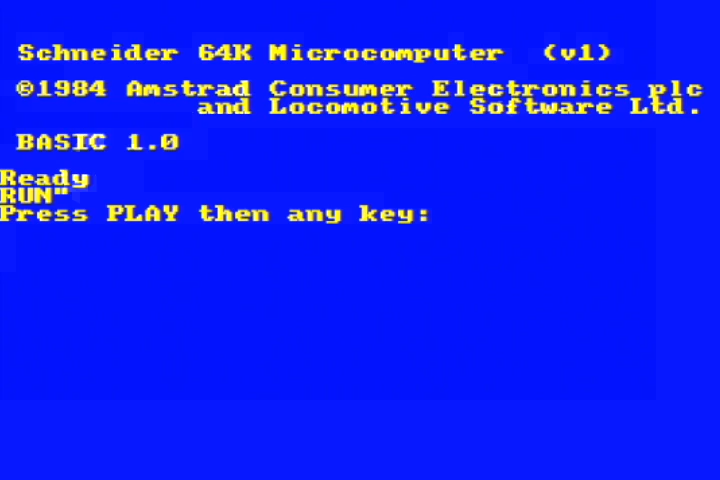 Schneider 64K Microcomputer (v1)
©1984 Amstrad Consumer Electronics plc
and Locomotive Software Ltd.
BASIC 1.0
Ready
RUN"
Press PLAY then any key: